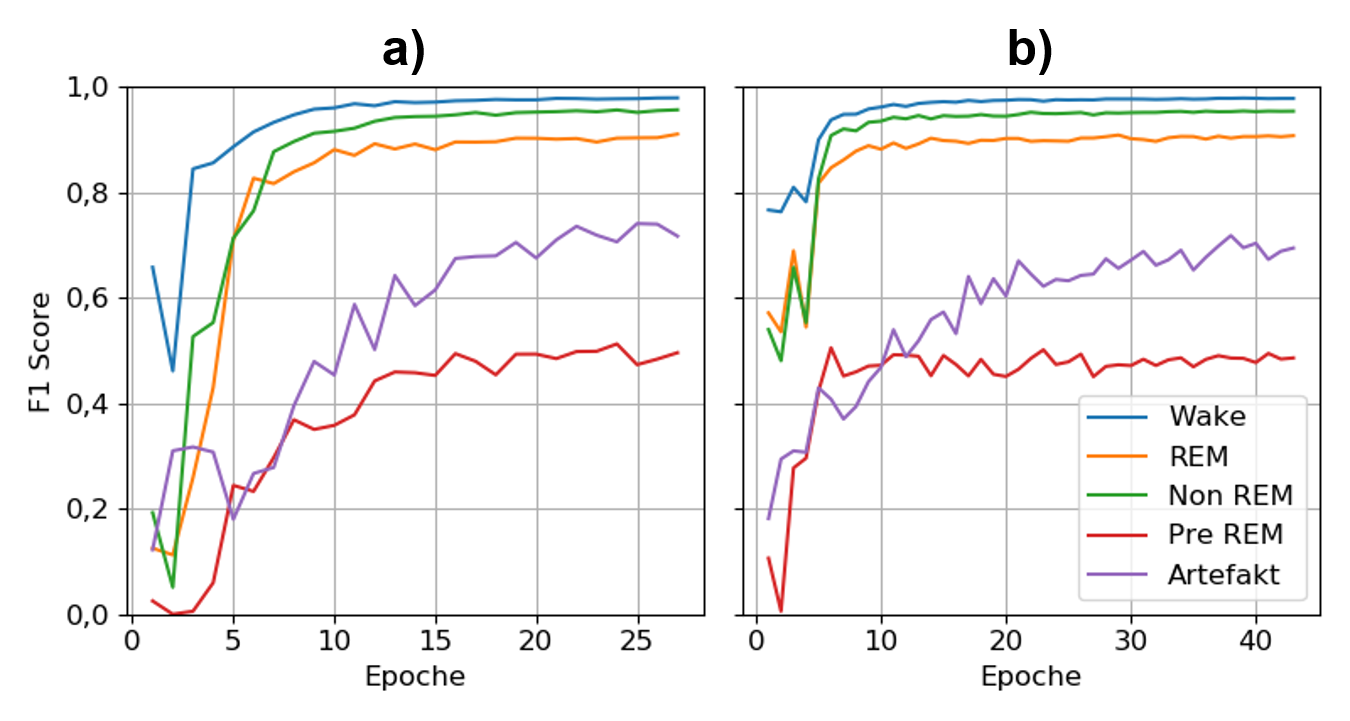 a)
b)
1,0
0,8
0,6
0,4
0,2
0,0
F1 Score
0 5 10 15 20 25
Epoche
0 10 20 30 40
Epoche
Wake
REM
Non REM
Pre REM
Artefakt